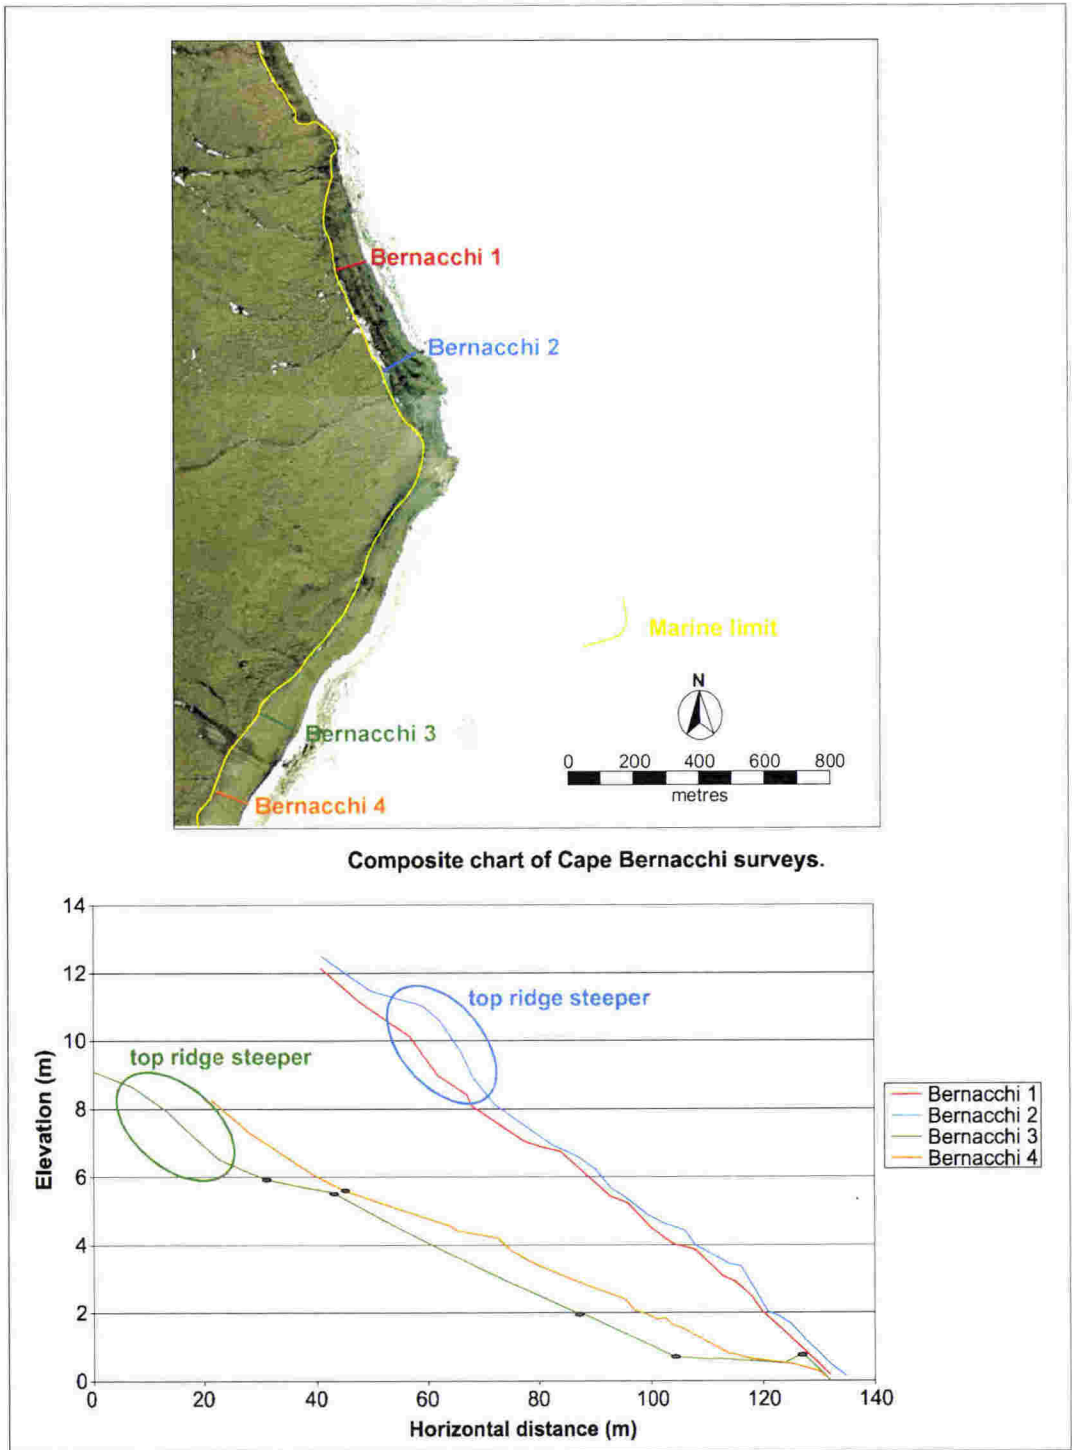 Bernacchi 1
Bernacchi 2
Marine limit
N
Bernacchi 3
0 200 400 600 800
metres
Bernacchi 4
Composite chart of Cape Bernacchi surveys.
14
12
10
8
6
4
2
0
Elevation (m)
top ridge steeper
top ridge steeper
Bernacchi 1
Bernacchi 2
Bernacchi 3
Bernacchi 4
0 20 40 60 80 100 120 140
Horizontal distance (m)